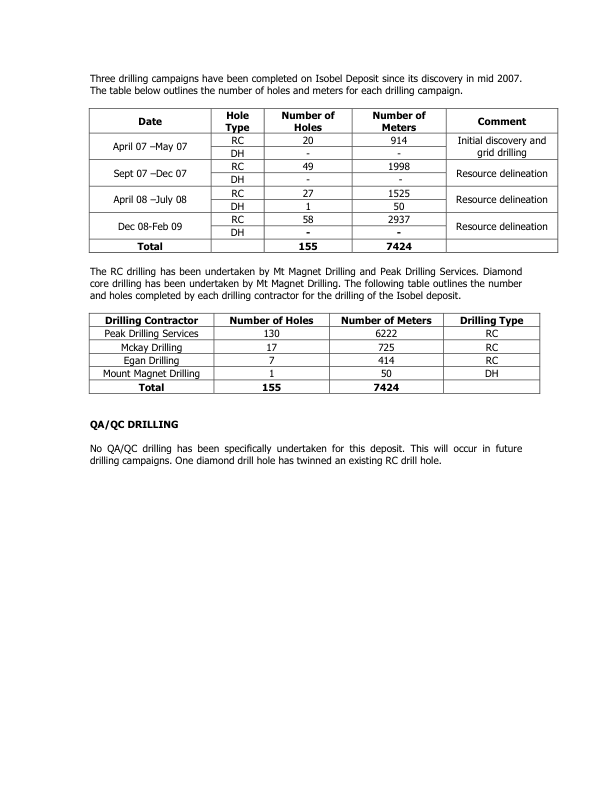 Three drilling campaigns have been completed on Isobel Deposit since its discovery in mid 2007.
The table below outlines the number of holes and meters for each drilling campaign.
Date Hole Type Number of Holes Number of Meters Comment
April 07 –May 07 RC 20 914 Initial discovery and grid drilling
DH - -
Sept 07 –Dec 07 RC 49 1998 Resource delineation
DH - -
April 08 –July 08 RC 27 1525 Resource delineation
DH 1 50
Dec 08-Feb 09 RC 58 2937 Resource delineation
DH - -
Total 155 7424
The RC drilling has been undertaken by Mt Magnet Drilling and Peak Drilling Services. Diamond
core drilling has been undertaken by Mt Magnet Drilling. The following table outlines the number
and holes completed by each drilling contractor for the drilling of the Isobel deposit.
Drilling Contractor Number of Holes Number of Meters Drilling Type
Peak Drilling Services 130 6222 RC
Mckay Drilling 17 725 RC
Egan Drilling 7 414 RC
Mount Magnet Drilling 1 50 DH
Total 155 7424
QA/QC DRILLING
No QA/QC drilling has been specifically undertaken for this deposit. This will occur in future
drilling campaigns. One diamond drill hole has twinned an existing RC drill hole.